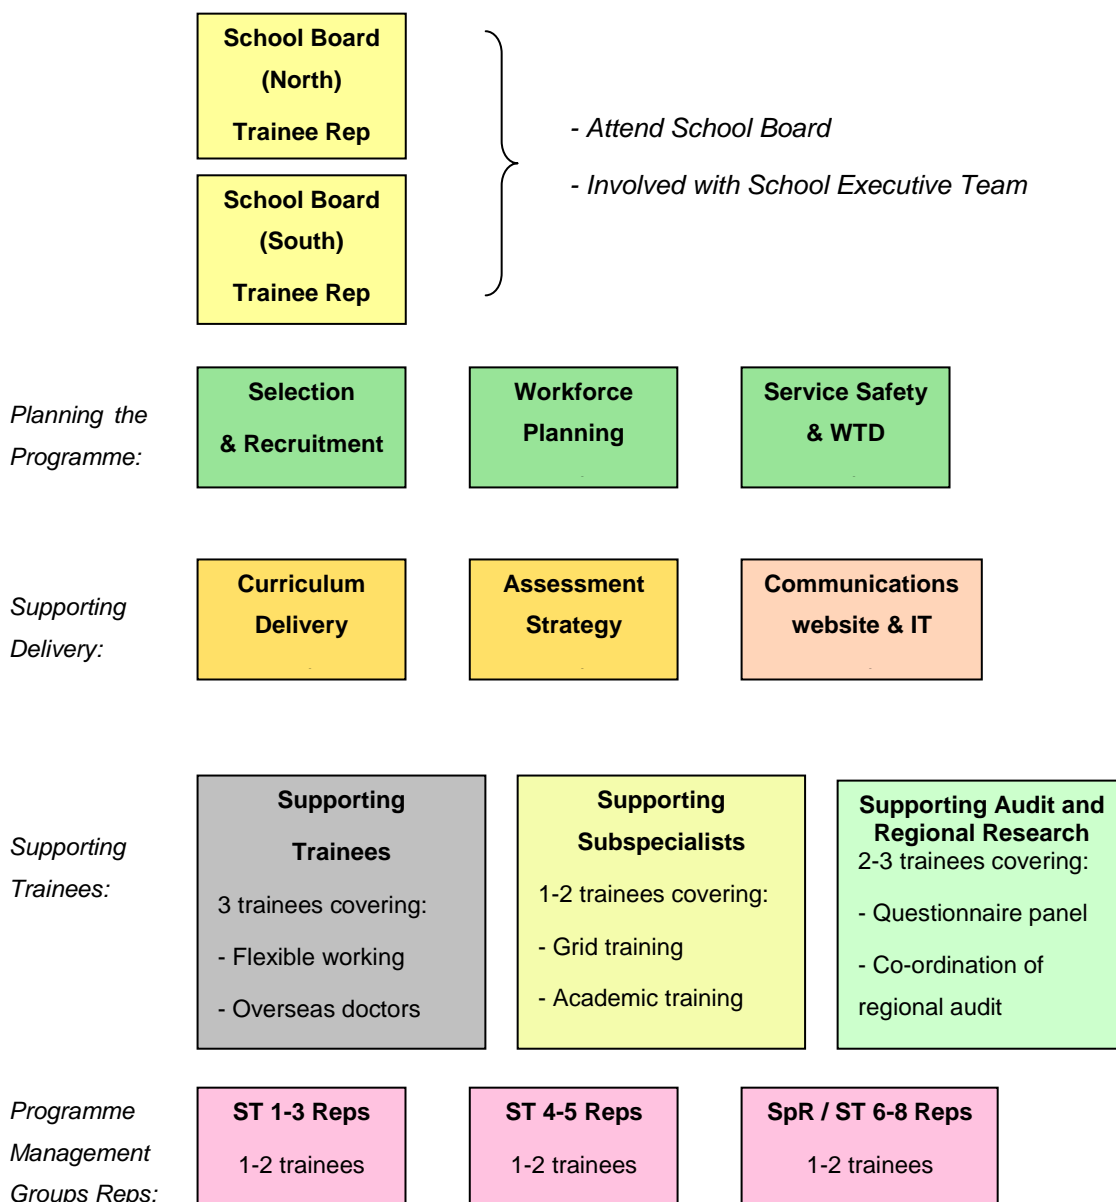 School Board
(North)
Trainee Rep
- Attend School Board
- Involved with School Executive Team
School Board
(South)
Trainee Rep
Planning the
Programme:
Selection
& Recruitment
Workforce
Planning
Service Safety
& WTD
Supporting
Delivery:
Curriculum
Delivery
Assessment
Strategy
Communications
website & IT
Supporting
Trainees:
Supporting
Trainees
3 trainees covering:
- Flexible working
- Overseas doctors
Supporting
Subspecialists
1-2 trainees covering:
- Grid training
- Academic training
Supporting Audit and
Regional Research
2-3 trainees covering:
- Questionnaire panel
- Co-ordination of
regional audit
Programme
Management
Groups Reps:
ST 1-3 Reps
1-2 trainees
ST 4-5 Reps
1-2 trainees
SpR / ST 6-8 Reps
1-2 trainees